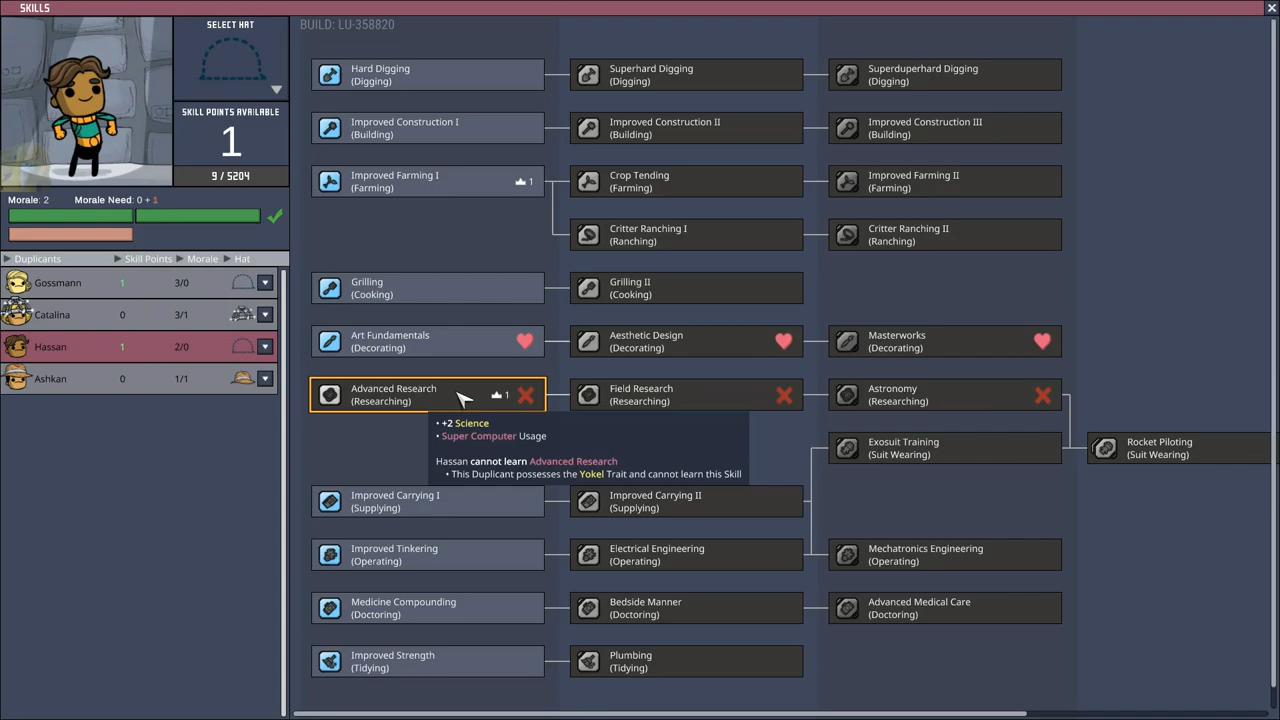 SKILLS
SELECT HAT
SKILL POINTS AVAILABLE
1
9 / 5204
Morale: 2 Morale Need: 0 + 1
Duplicants Skill Points Morale Hat
Gossmann 1 3/0
Catalina 0 3/1
Hassan 1 2/0
Ashkan 0 1/1
BUILD: LU-358820
Hard Digging
(Digging)
Superhard Digging
(Digging)
Superduperhard Digging
(Digging)
Improved Construction I
(Building)
Improved Construction II
(Building)
Improved Construction III
(Building)
Improved Farming I
(Farming)
1
Crop Tending
(Farming)
Improved Farming II
(Farming)
Critter Ranching I
(Ranching)
Critter Ranching II
(Ranching)
Grilling
(Cooking)
Grilling II
(Cooking)
Art Fundamentals
(Decorating)
Aesthetic Design
(Decorating)
Masterworks
(Decorating)
Advanced Research
(Researching)
1
Field Research
(Researching)
Astronomy
(Researching)
• +2 Science
• Super Computer Usage
Hassan cannot learn Advanced Research
• This Duplicant possesses the Yokel Trait and cannot learn this Skill
Exosuit Training
(Suit Wearing)
Rocket Piloting
(Suit Wearing)
Improved Carrying I
(Supplying)
Improved Carrying II
(Supplying)
Improved Tinkering
(Operating)
Electrical Engineering
(Operating)
Mechatronics Engineering
(Operating)
Medicine Compounding
(Doctoring)
Bedside Manner
(Doctoring)
Advanced Medical Care
(Doctoring)
Improved Strength
(Tidying)
Plumbing
(Tidying)